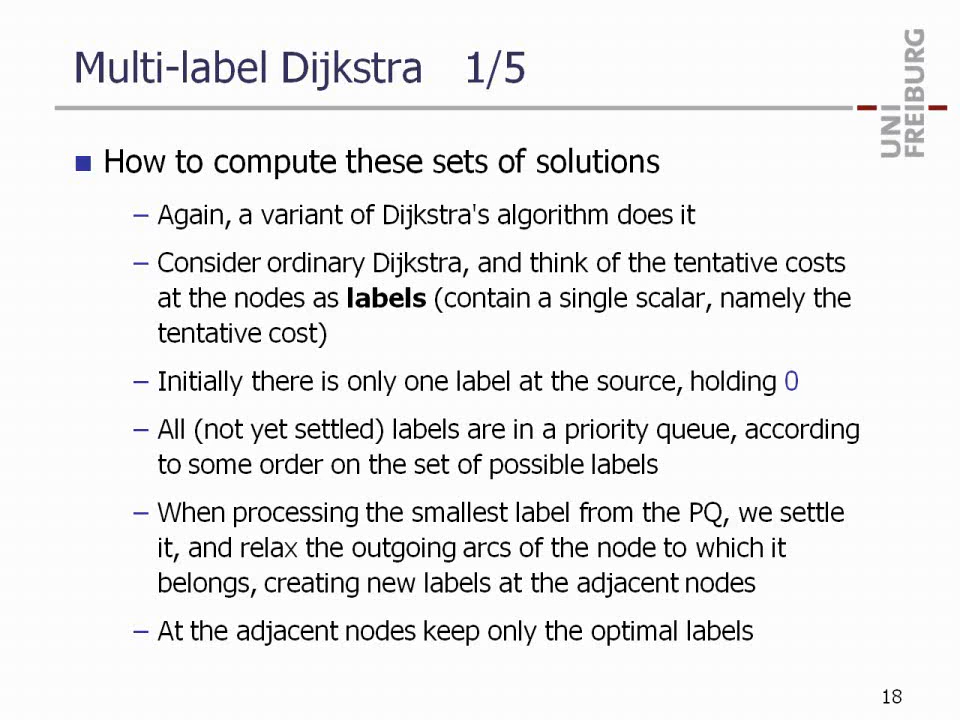 Multi-label Dijkstra 1/5
UNI
FREIBURG
How to compute these sets of solutions
– Again, a variant of Dijkstra's algorithm does it
– Consider ordinary Dijkstra, and think of the tentative costs
at the nodes as labels (contain a single scalar, namely the
tentative cost)
– Initially there is only one label at the source, holding 0
– All (not yet settled) labels are in a priority queue, according
to some order on the set of possible labels
– When processing the smallest label from the PQ, we settle
it, and relax the outgoing arcs of the node to which it
belongs, creating new labels at the adjacent nodes
– At the adjacent nodes keep only the optimal labels
18